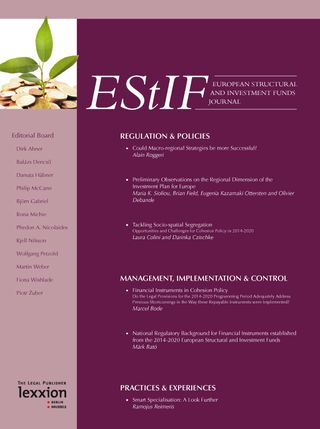 EStIF
EUROPEAN STRUCTURAL
AND INVESTMENT FUNDS
JOURNAL
Editorial Board
Dirk Ahner
Balázs Dencső
Danuta Hübner
Philip McCann
Björn Gabriel
Rona Michie
Phedon A. Nicolaides
Kjell Nilsson
Wolfgang Petzold
Martin Weber
Fiona Wishlade
Piotr Zuber
REGULATION & POLICIES
• Could Macro-regional Strategies be more Successful?
Alain Roggeri
• Preliminary Observations on the Regional Dimension of the
Investment Plan for Europe
Maria K. Sioliou, Brian Field, Eugenia Kazamaki Ottersten and Olivier
Debande
• Tackling Socio-spatial Segregation
Opportunities and Challenges for Cohesion Policy in 2014-2020
Laura Colini and Darinka Czischke
MANAGEMENT, IMPLEMENTATION & CONTROL
• Financial Instruments in Cohesion Policy
Do the Legal Provisions for the 2014-2020 Programming Period Adequately Address
Previous Shortcomings in the Way those Repayable Instruments were Implemented?
Marcel Bode
• National Regulatory Background for Financial Instruments established
from the 2014-2020 European Structural and Investment Funds
Márk Rató
PRACTICES & EXPERIENCES
• Smart Specialisation: A Look Further
Ramojus Reimeris
THE LEGAL PUBLISHER
lexxion
BERLIN
BRUSSELS